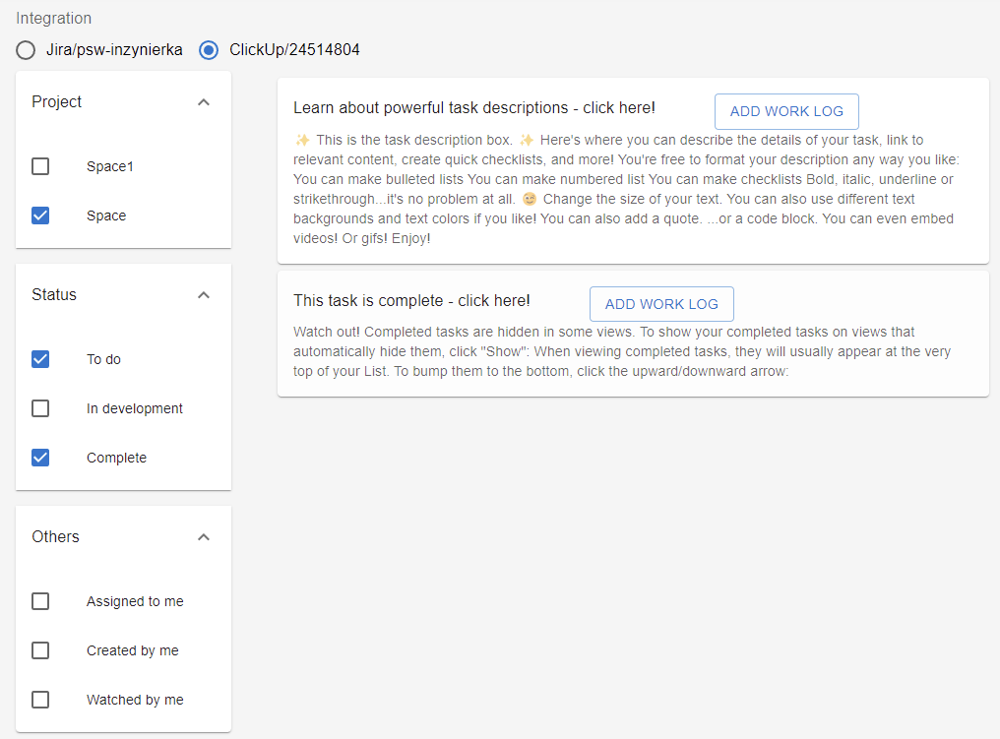 Integration
Jira/psw-inzynierka ClickUp/24514804
Project
Space1
Space
Status
To do
In development
Complete
Others
Assigned to me
Created by me
Watched by me
Learn about powerful task descriptions - click here! ADD WORK LOG
✨ This is the task description box. ✨ Here's where you can describe the details of your task, link to
relevant content, create quick checklists, and more! You're free to format your description any way you like:
You can make bulleted lists You can make numbered list You can make checklists Bold, italic, underline or
strikethrough...it's no problem at all. 😉 Change the size of your text. You can also use different text
backgrounds and text colors if you like! You can also add a quote. ...or a code block. You can even embed
videos! Or gifs! Enjoy!
This task is complete - click here! ADD WORK LOG
Watch out! Completed tasks are hidden in some views. To show your completed tasks on views that
automatically hide them, click "Show": When viewing completed tasks, they will usually appear at the very
top of your List. To bump them to the bottom, click the upward/downward arrow: